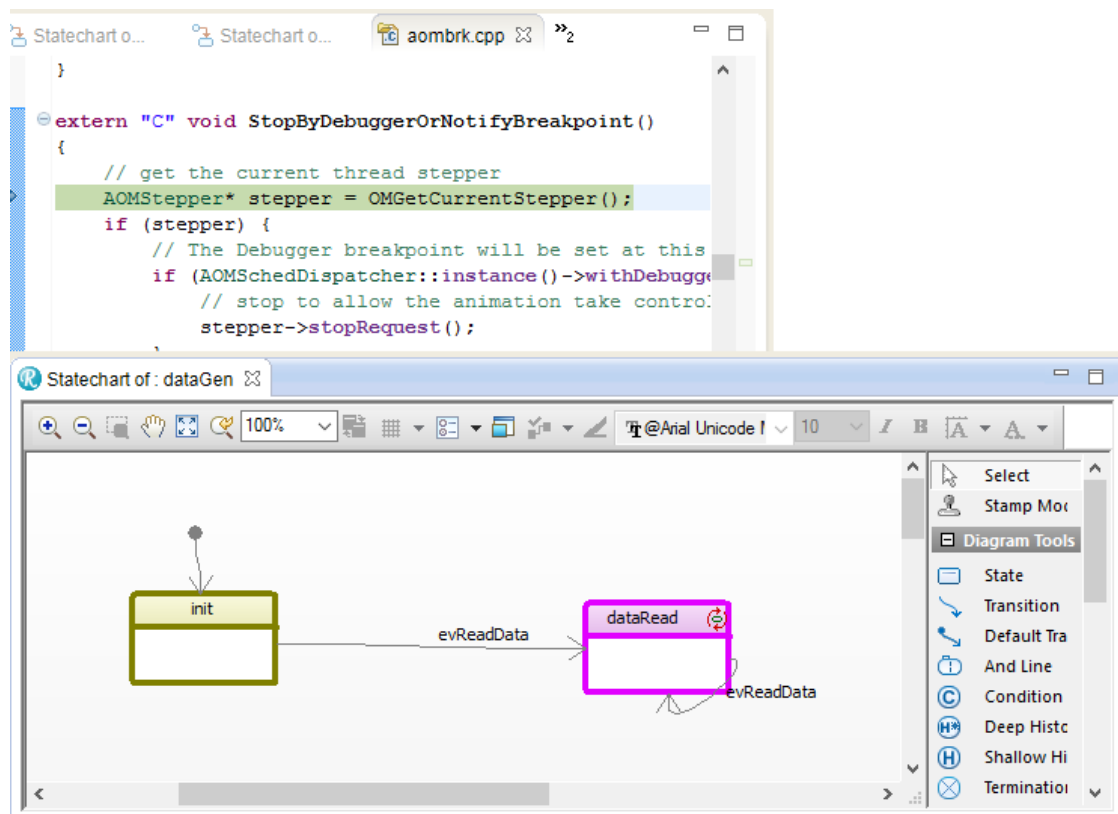 Statechart o... Statechart o... aombrk.cpp »2
}
extern "C" void StopByDebuggerOrNotifyBreakpoint()
{
// get the current thread stepper
AOMStepper* stepper = OMGetCurrentStepper();
if (stepper) {
// The Debugger breakpoint will be set at this
if (AOMSchedDispatcher::instance()->withDebugge
// stop to allow the animation take control
stepper->stopRequest();
Statechart of : dataGen
100% @Arial Unicode M 10 I B A A
Select
Stamp Moc
Diagram Tools
State
Transition
Default Tra
And Line
C Condition
H* Deep Histo
H Shallow Hi
Termination
init
evReadData
dataRead
evReadData